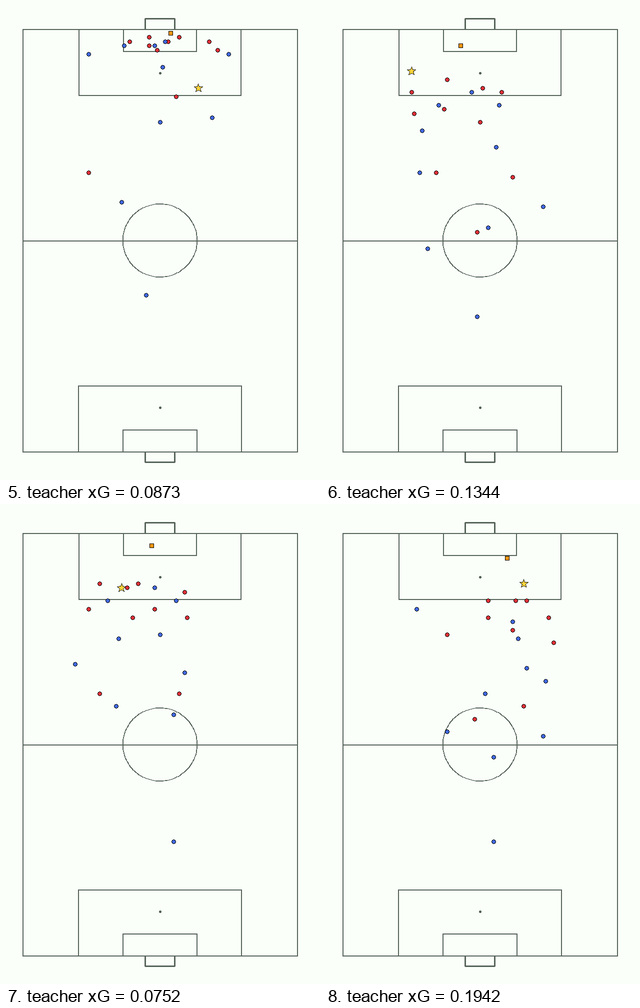 5. teacher xG = 0.0873
6. teacher xG = 0.1344
7. teacher xG = 0.0752
8. teacher xG = 0.1942